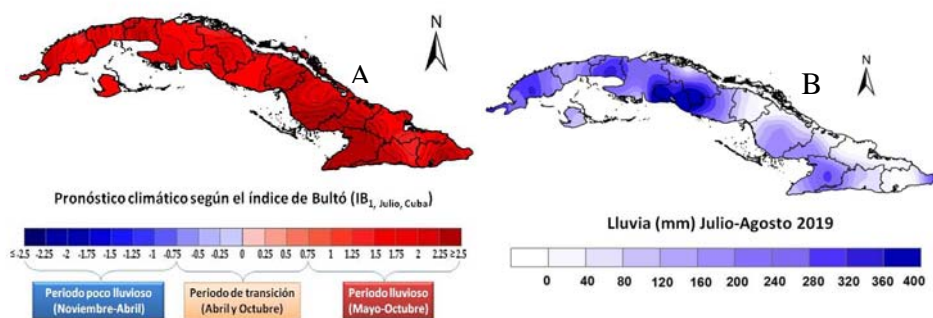 N
A
Pronóstico climático según el índice de Bultó (IB1, Julio, Cuba)
≤-2.5 -2.25 -2 -1.75 -1.5 -1.25 -1 -0.75 -0.5 -0.25 0 0.25 0.5 0.75 1 1.25 1.5 1.75 2 2.25 ≥2.5
Periodo poco lluvioso
(Noviembre-Abril)
Periodo de transición
(Abril y Octubre)
Periodo lluvioso
(Mayo-Octubre)
N
B
Lluvia (mm) Julio-Agosto 2019
0 40 80 120 160 200 240 280 320 360 400